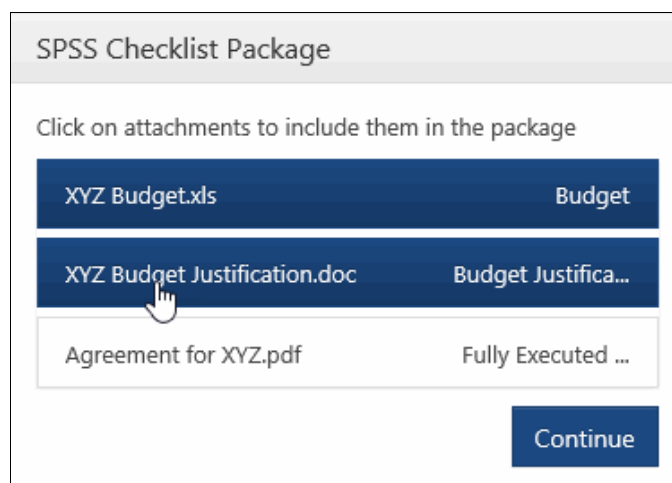 SPSS Checklist Package
Click on attachments to include them in the package
XYZ Budget.xls Budget
XYZ Budget Justification.doc Budget Justifica...
Agreement for XYZ.pdf Fully Executed ...
Continue